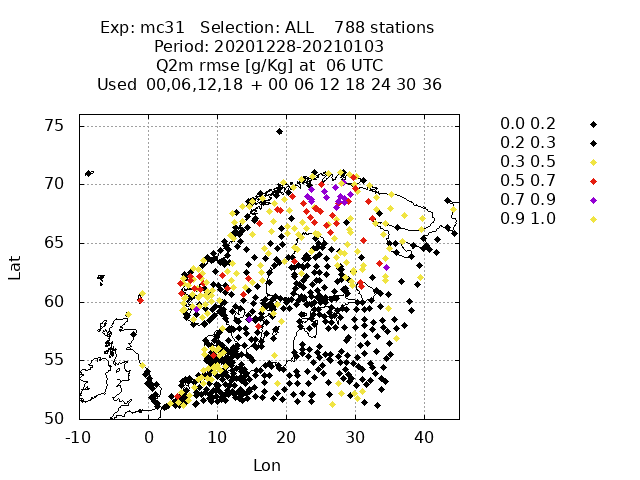 Exp: mc31 Selection: ALL 788 stations
Period: 20201228-20210103
Q2m rmse [g/Kg] at 06 UTC
Used 00,06,12,18 + 00 06 12 18 24 30 36
75
70
65
60
55
50
Lat
-10 0 10 20 30 40
Lon
0.0 0.2
0.2 0.3
0.3 0.5
0.5 0.7
0.7 0.9
0.9 1.0